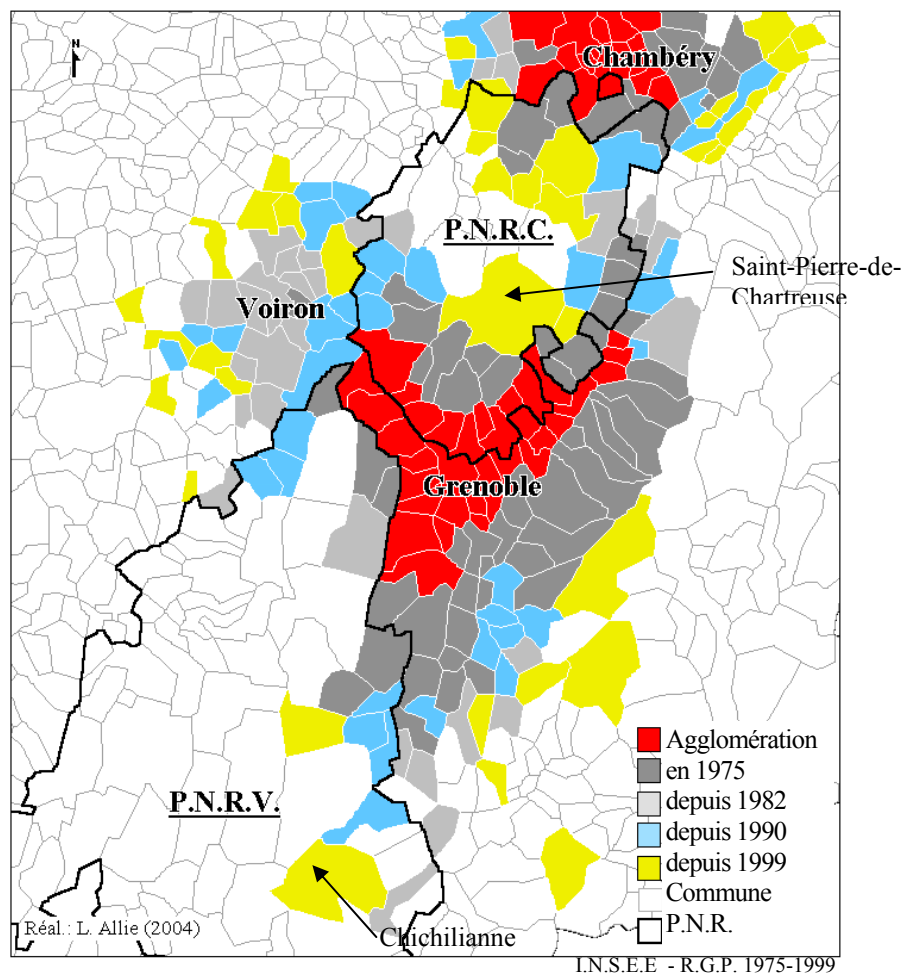 N
Chambéry
P.N.R.C.
Saint-Pierre-de-
Chartreuse
Voiron
Grenoble
P.N.R.V.
Agglomération
en 1975
depuis 1982
depuis 1990
depuis 1999
Commune
P.N.R.
Réal.: L. Allie (2004)
Chichilianne
I.N.S.E.E - R.G.P. 1975-1999